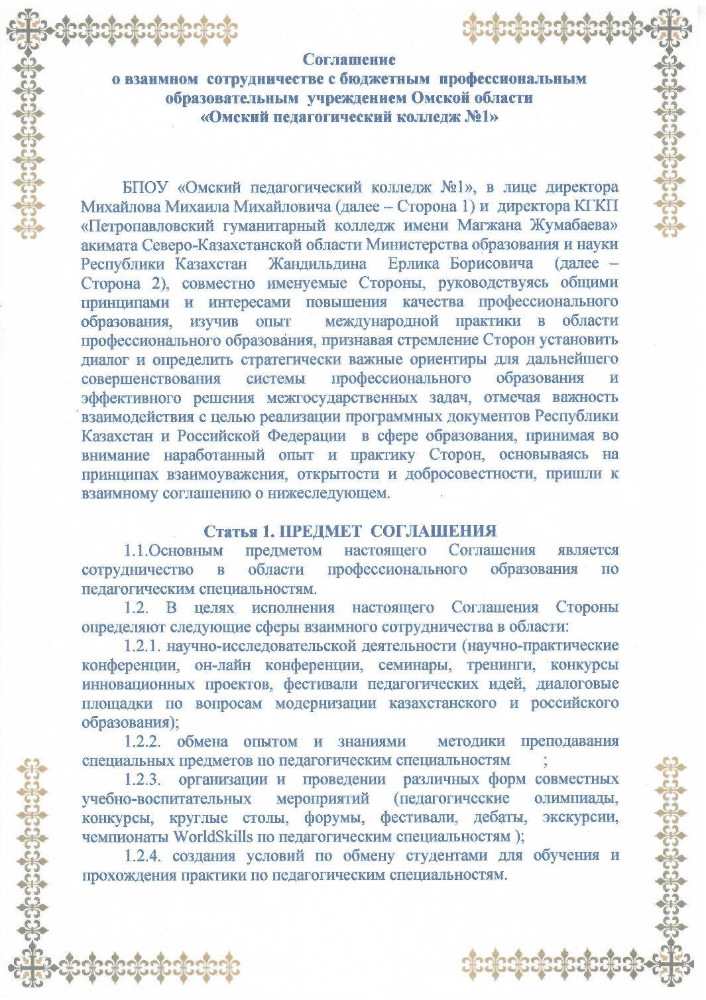 Соглашение
о взаимном сотрудничестве с бюджетным профессиональным
образовательным учреждением Омской области
«Омский педагогический колледж №1»
БПОУ «Омский педагогический колледж №1», в лице директора
Михайлова Михаила Михайловича (далее – Сторона 1) и директора КГКП
«Петропавловский гуманитарный колледж имени Магжана Жумабаева»
акимата Северо-Казахстанской области Министерства образования и науки
Республики Казахстан Жандильдина Ерлика Борисовича (далее –
Сторона 2), совместно именуемые Стороны, руководствуясь общими
принципами и интересами повышения качества профессионального
образования, изучив опыт международной практики в области
профессионального образования, признавая стремление Сторон установить
диалог и определить стратегически важные ориентиры для дальнейшего
совершенствования системы профессионального образования и
эффективного решения межгосударственных задач, отмечая важность
взаимодействия с целью реализации программных документов Республики
Казахстан и Российской Федерации в сфере образования, принимая во
внимание наработанный опыт и практику Сторон, основываясь на
принципах взаимоуважения, открытости и добросовестности, пришли к
взаимному соглашению о нижеследующем.
Статья 1. ПРЕДМЕТ СОГЛАШЕНИЯ
1.1.Основным предметом настоящего Соглашения является
сотрудничество в области профессионального образования по
педагогическим специальностям.
1.2. В целях исполнения настоящего Соглашения Стороны
определяют следующие сферы взаимного сотрудничества в области:
1.2.1. научно-исследовательской деятельности (научно-практические
конференции, он-лайн конференции, семинары, тренинги, конкурсы
инновационных проектов, фестивали педагогических идей, диалоговые
площадки по вопросам модернизации казахстанского и российского
образования);
1.2.2. обмена опытом и знаниями методики преподавания
специальных предметов по педагогическим специальностям ;
1.2.3. организации и проведении различных форм совместных
учебно-воспитательных мероприятий (педагогические олимпиады,
конкурсы, круглые столы, форумы, фестивали, дебаты, экскурсии,
чемпионаты WorldSkills по педагогическим специальностям );
1.2.4. создания условий по обмену студентами для обучения и
прохождения практики по педагогическим специальностям.